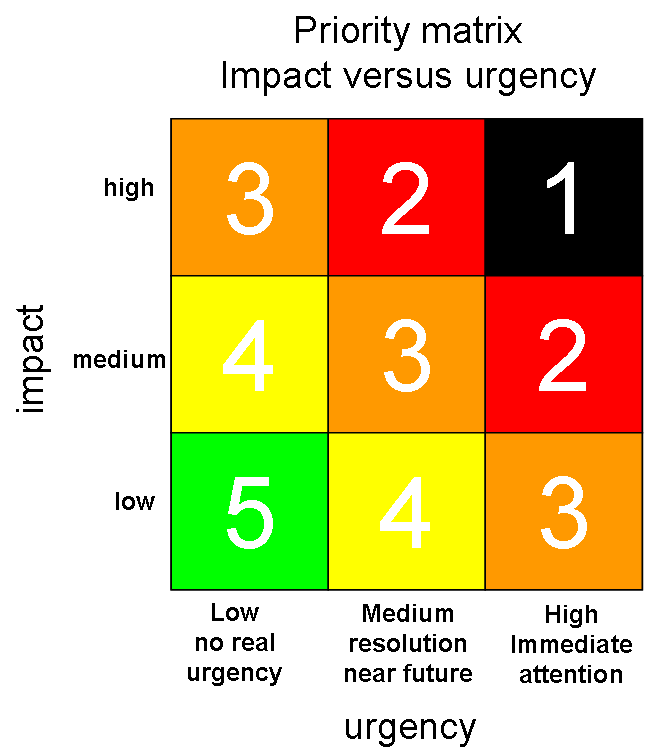 Priority matrix
Impact versus urgency
high
3
2
1
impact
medium
4
3
2
low
5
4
3
Low
no real
urgency
Medium
resolution
near future
High
Immediate
attention
urgency